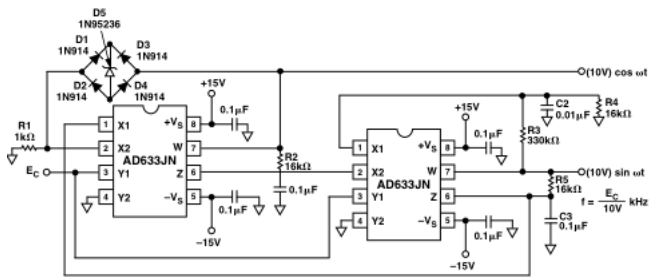 D5
1N95236
D1
1N914
D3
1N914
D2
1N914
D4
1N914
+15V
0.1μF
R1
1kΩ
1 X1
+VS 8
2 X2
W 7
AD633JN
EC
3 Y1
Z 6
4 Y2
–VS 5
R2
16kΩ
0.1μF
0.1μF
–15V
(10V) cos ωt
+15V
0.1μF
C2
0.01μF
R4
16kΩ
R3
330kΩ
1 X1
+VS 8
2 X2
W 7
AD633JN
3 Y1
Z 6
4 Y2
–VS 5
(10V) sin ωt
R5
16kΩ
f = EC
10V kHz
C3
0.1μF
0.1μF
–15V